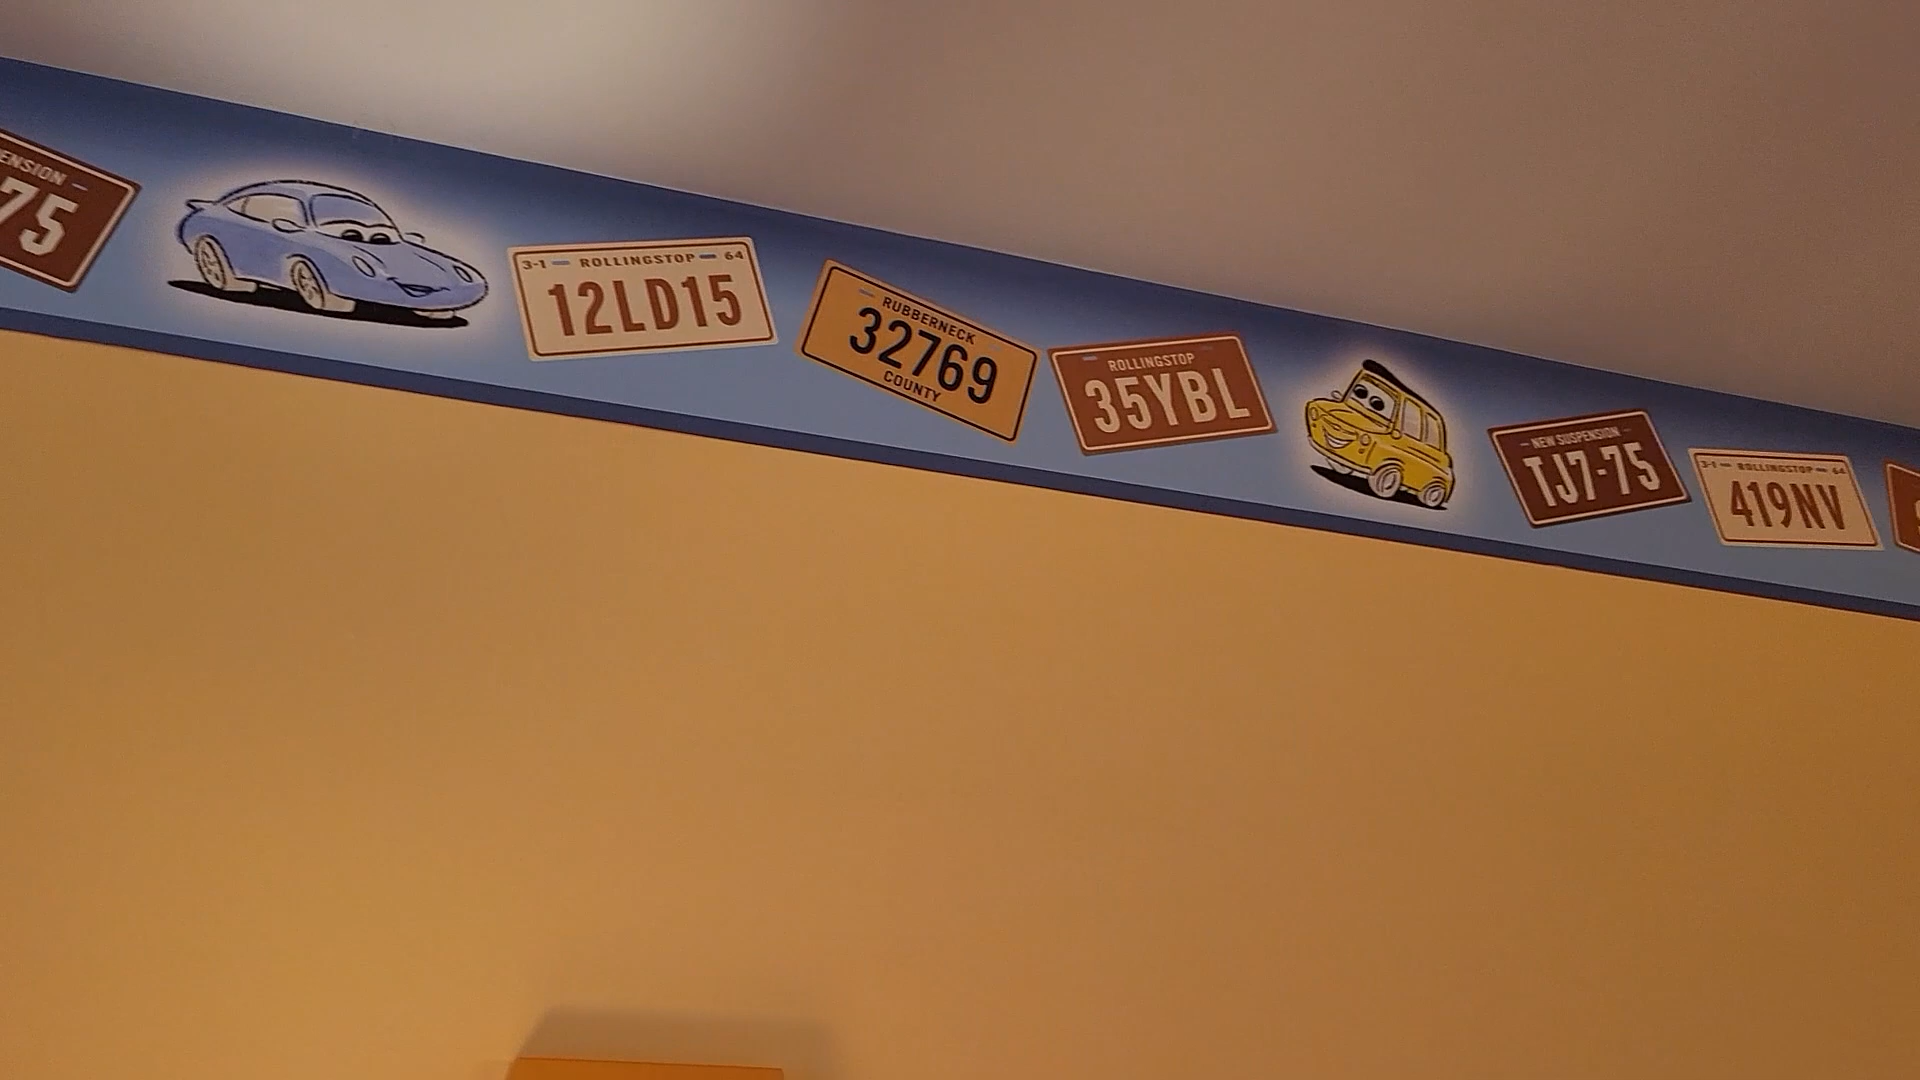 75
3-1 ROLLINGSTOP 64
12LD15
RUBBERNECK
32769
COUNTY
ROLLINGSTOP
35YBL
NEW SUSPENSION
TJ7-75
3-1 ROLLINGSTOP 64
419NV